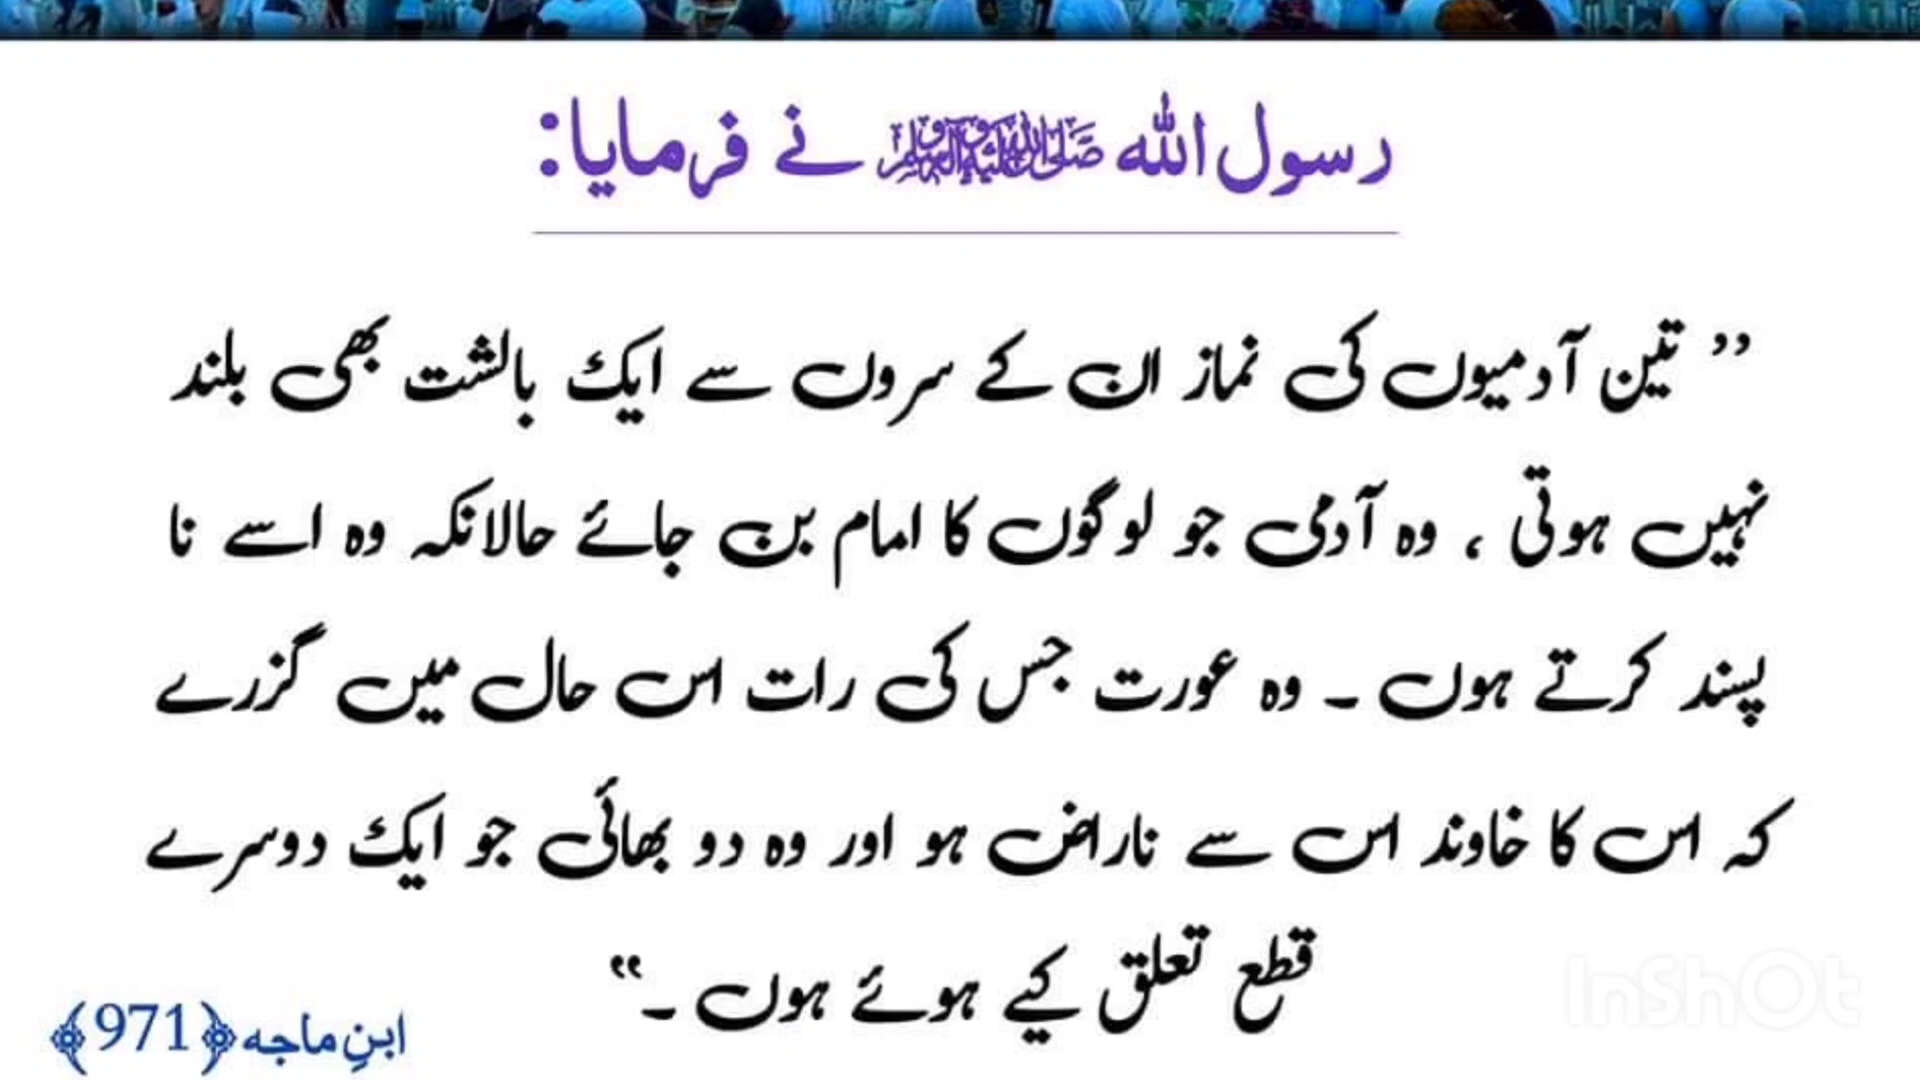 رسول اللہ ﷺ نے فرمایا:
’’ تین آدمیوں کی نماز ان کے سروں سے ایک بالشت بھی بلند
نہیں ہوتی ، وہ آدمی جو لوگوں کا امام بن جائے حالانکہ وہ اسے نا
پسند کرتے ہوں ۔ وہ عورت جس کی رات اس حال میں گزرے
کہ اس کا خاوند اس سے ناراض ہو اور وہ دو بھائی جو ایک دوسرے
قطع تعلق کیے ہوئے ہوں ۔‘‘
ابنِ ماجہ ﴿971﴾
InShOt